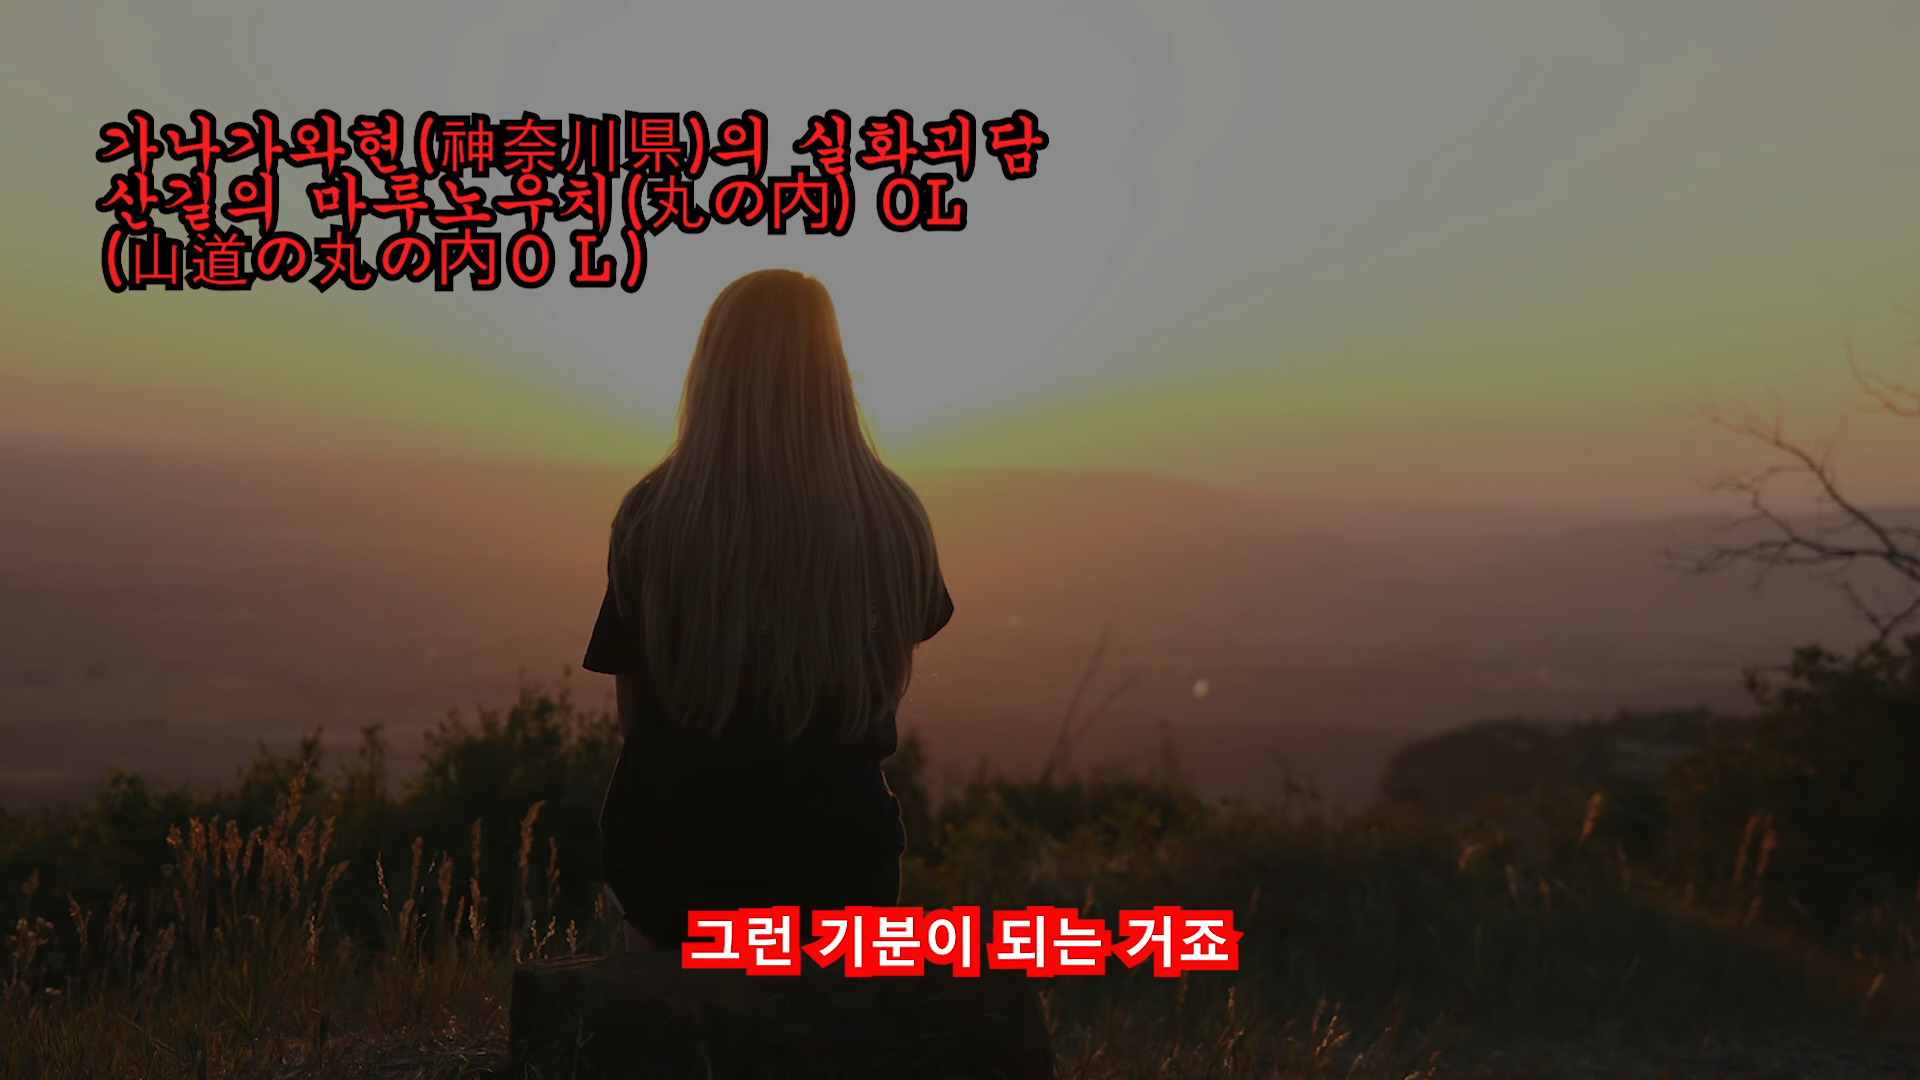 가나가와현(神奈川県)의 실화괴담
산길의 마루노우치(丸の内) OL
(山道の丸の内ＯＬ)
그런 기분이 되는 거죠